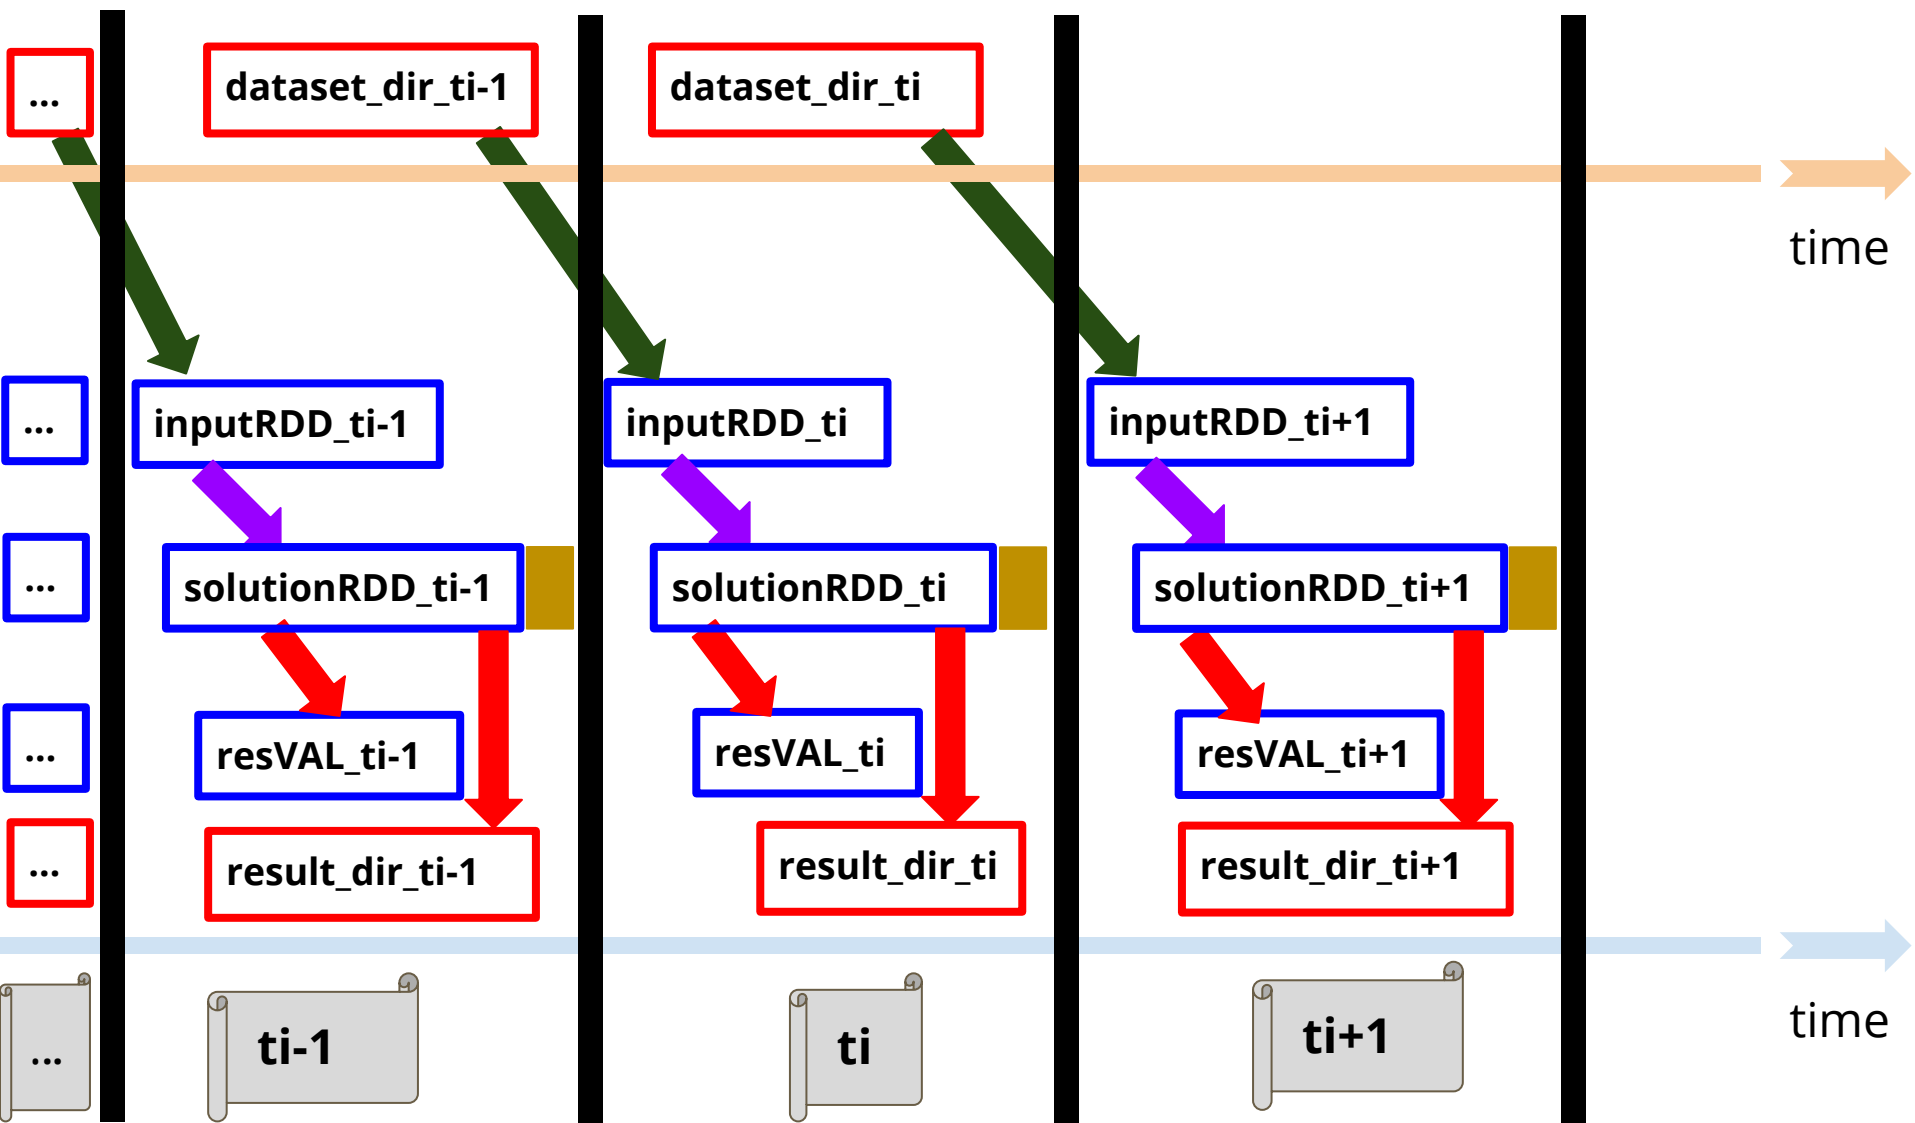 ... dataset_dir_ti-1 dataset_dir_ti
time
... inputRDD_ti-1 inputRDD_ti inputRDD_ti+1
... solutionRDD_ti-1 solutionRDD_ti solutionRDD_ti+1
... resVAL_ti-1 resVAL_ti resVAL_ti+1
... result_dir_ti-1 result_dir_ti result_dir_ti+1
... ti-1 ti ti+1
time